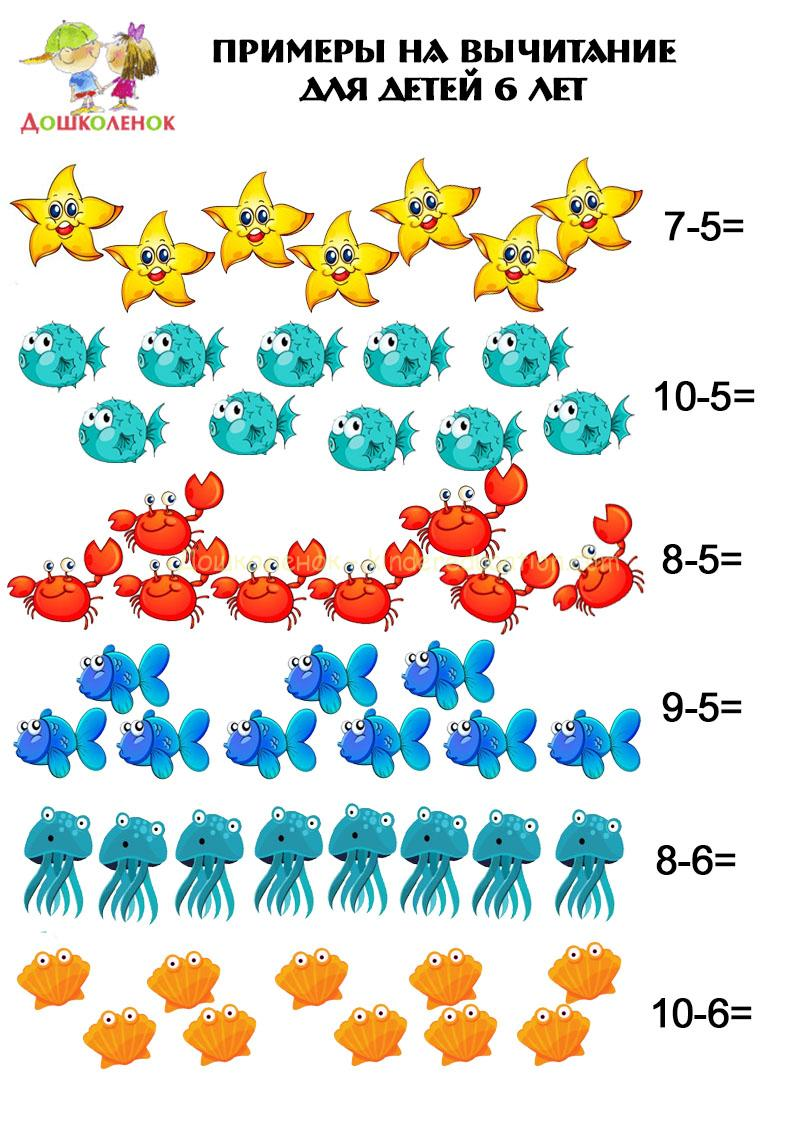 ПРИМЕРЫ НА ВЫЧИТАНИЕ
ДЛЯ ДЕТЕЙ 6 ЛЕТ
ДОШКОЛЕНОК
7-5=
10-5=
8-5=
9-5=
8-6=
10-6=